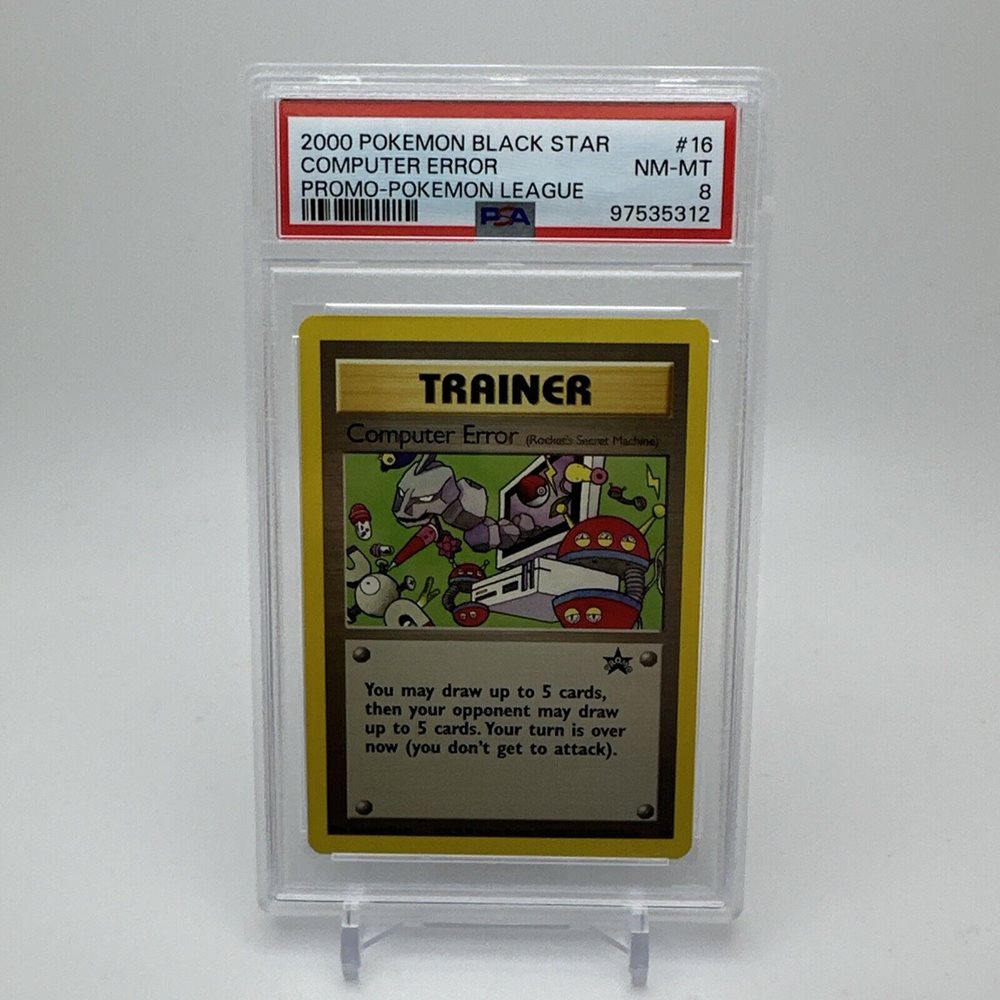 2000 POKEMON BLACK STAR #16
COMPUTER ERROR NM-MT
PROMO-POKEMON LEAGUE 8
PSA 97535312
TRAINER
Computer Error (Rocket's Secret Machine)
PROMO
You may draw up to 5 cards,
then your opponent may draw
up to 5 cards. Your turn is over
now (you don't get to attack).